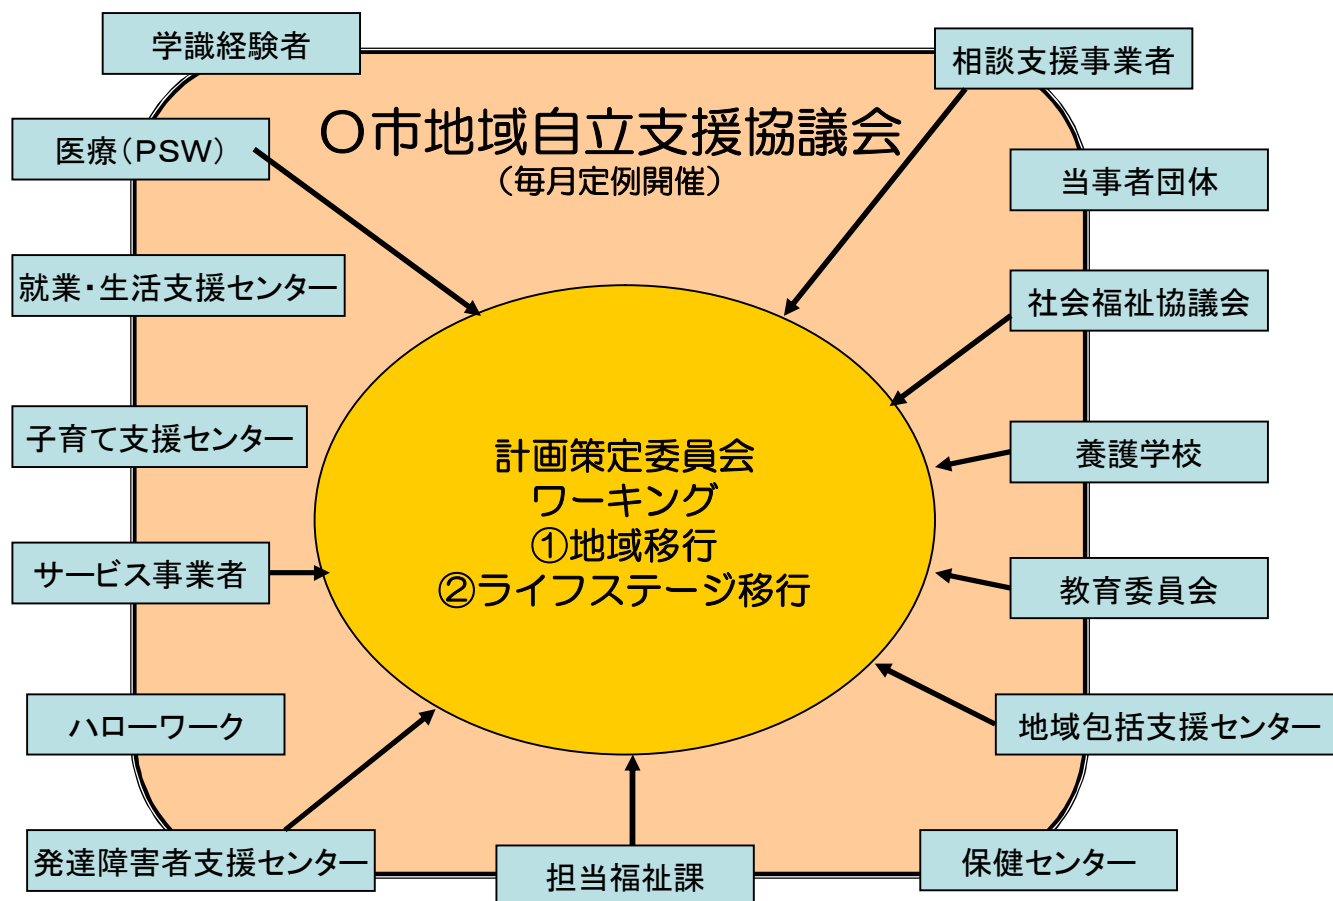 学識経験者
相談支援事業者
〇市地域自立支援協議会
（毎月定例開催）
医療（ＰＳＷ）
当事者団体
就業・生活支援センター
社会福祉協議会
子育て支援センター
養護学校
計画策定委員会
ワーキング
①地域移行
②ライフステージ移行
サービス事業者
教育委員会
ハローワーク
地域包括支援センター
発達障害者支援センター
担当福祉課
保健センター